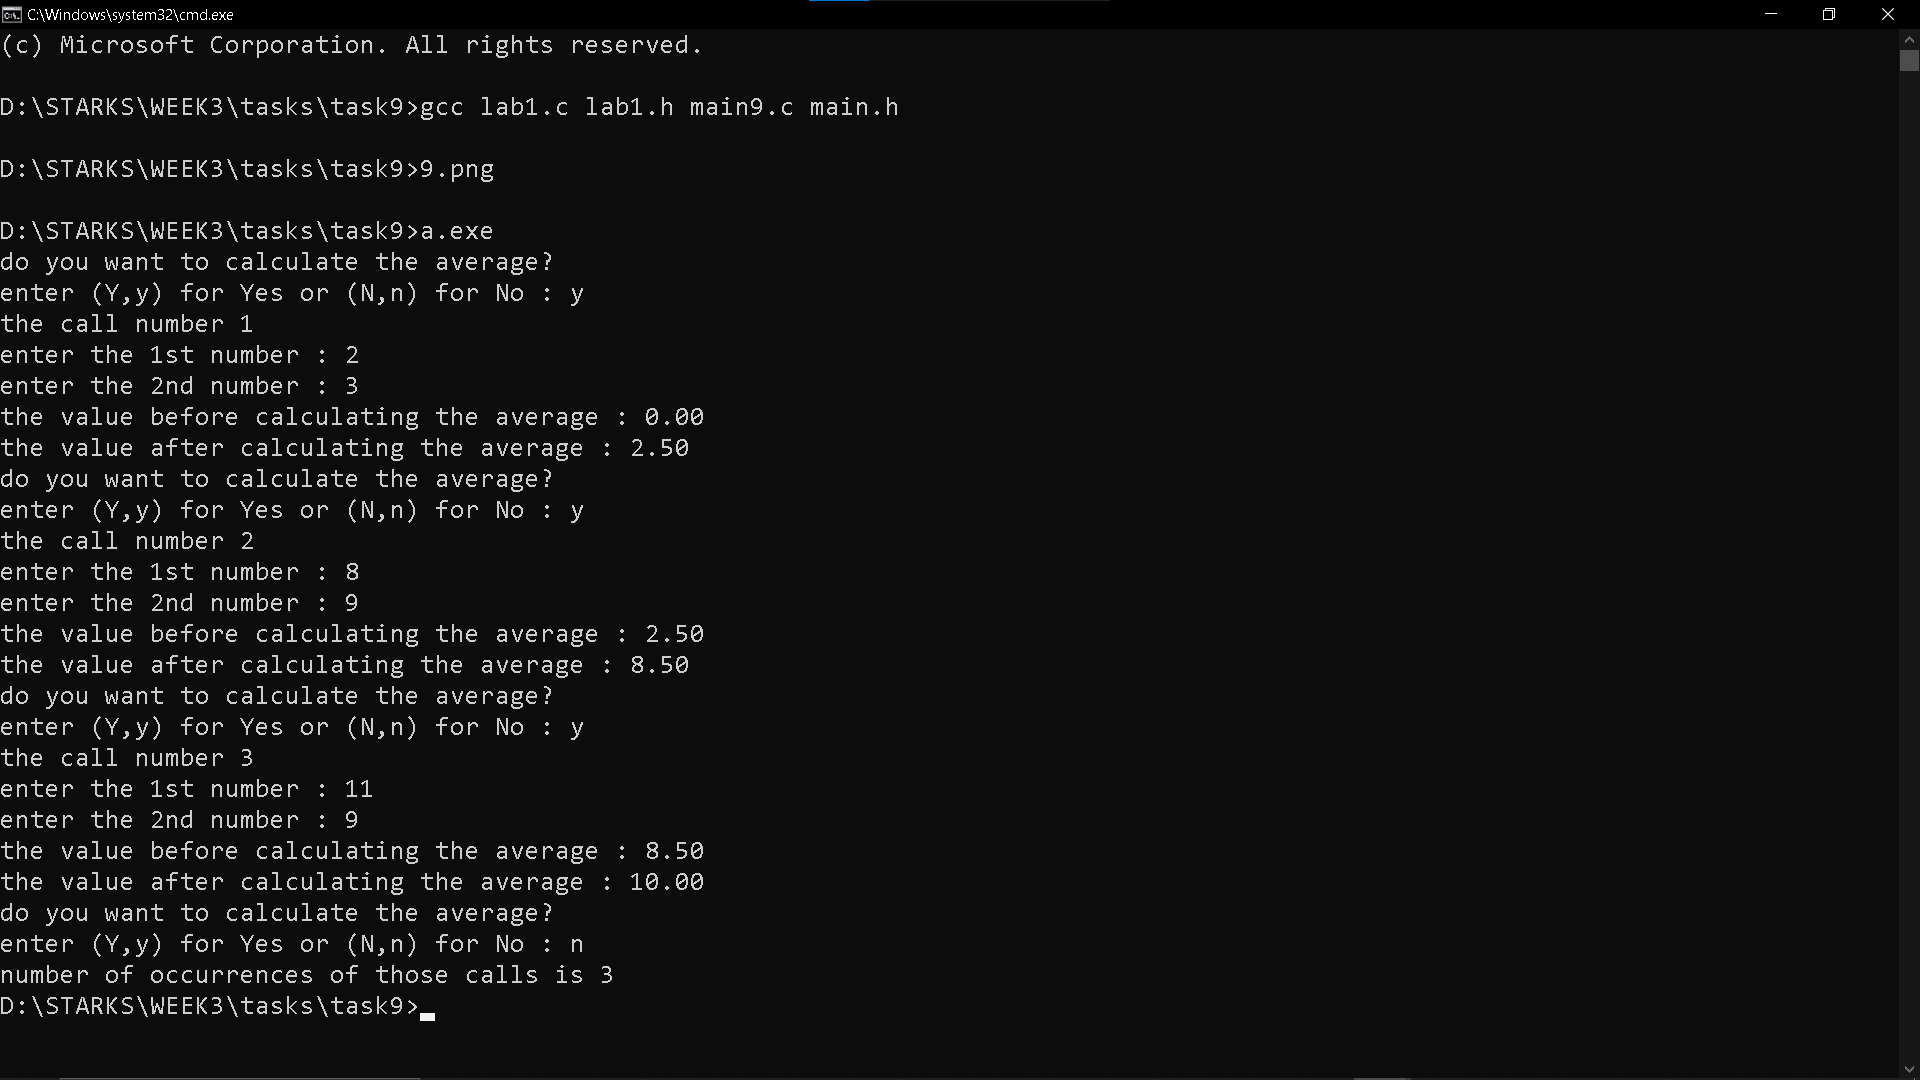 C:\Windows\system32\cmd.exe
(c) Microsoft Corporation. All rights reserved.
D:\STARKS\WEEK3\tasks\task9>gcc lab1.c lab1.h main9.c main.h
D:\STARKS\WEEK3\tasks\task9>9.png
D:\STARKS\WEEK3\tasks\task9>a.exe
do you want to calculate the average?
enter (Y,y) for Yes or (N,n) for No : y
the call number 1
enter the 1st number : 2
enter the 2nd number : 3
the value before calculating the average : 0.00
the value after calculating the average : 2.50
do you want to calculate the average?
enter (Y,y) for Yes or (N,n) for No : y
the call number 2
enter the 1st number : 8
enter the 2nd number : 9
the value before calculating the average : 2.50
the value after calculating the average : 8.50
do you want to calculate the average?
enter (Y,y) for Yes or (N,n) for No : y
the call number 3
enter the 1st number : 11
enter the 2nd number : 9
the value before calculating the average : 8.50
the value after calculating the average : 10.00
do you want to calculate the average?
enter (Y,y) for Yes or (N,n) for No : n
number of occurrences of those calls is 3
D:\STARKS\WEEK3\tasks\task9>